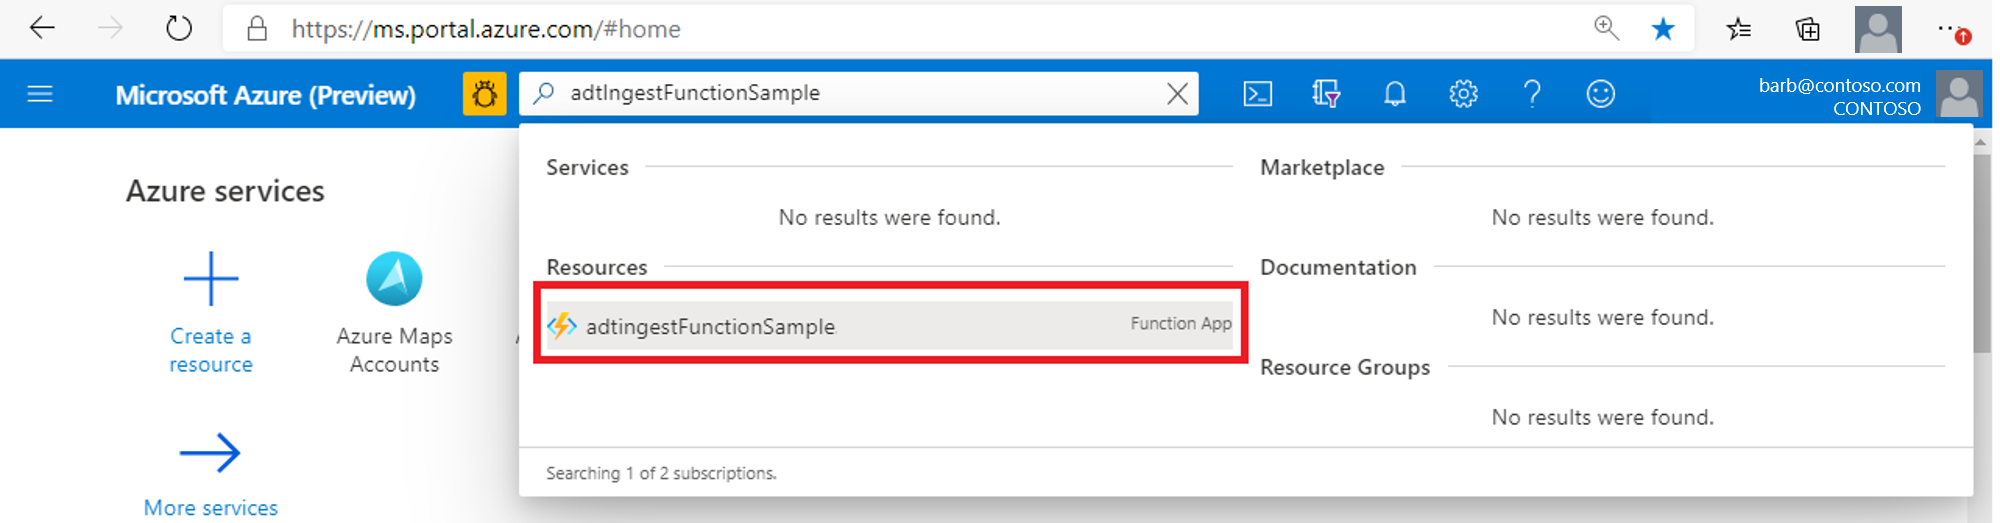 https://ms.portal.azure.com/#home
Microsoft Azure (Preview)
adtIngestFunctionSample
barb@contoso.com
CONTOSO
Azure services
Create a
resource
Azure Maps
Accounts
More services
Services
No results were found.
Resources
adtingestFunctionSample
Function App
Marketplace
No results were found.
Documentation
No results were found.
Resource Groups
No results were found.
Searching 1 of 2 subscriptions.